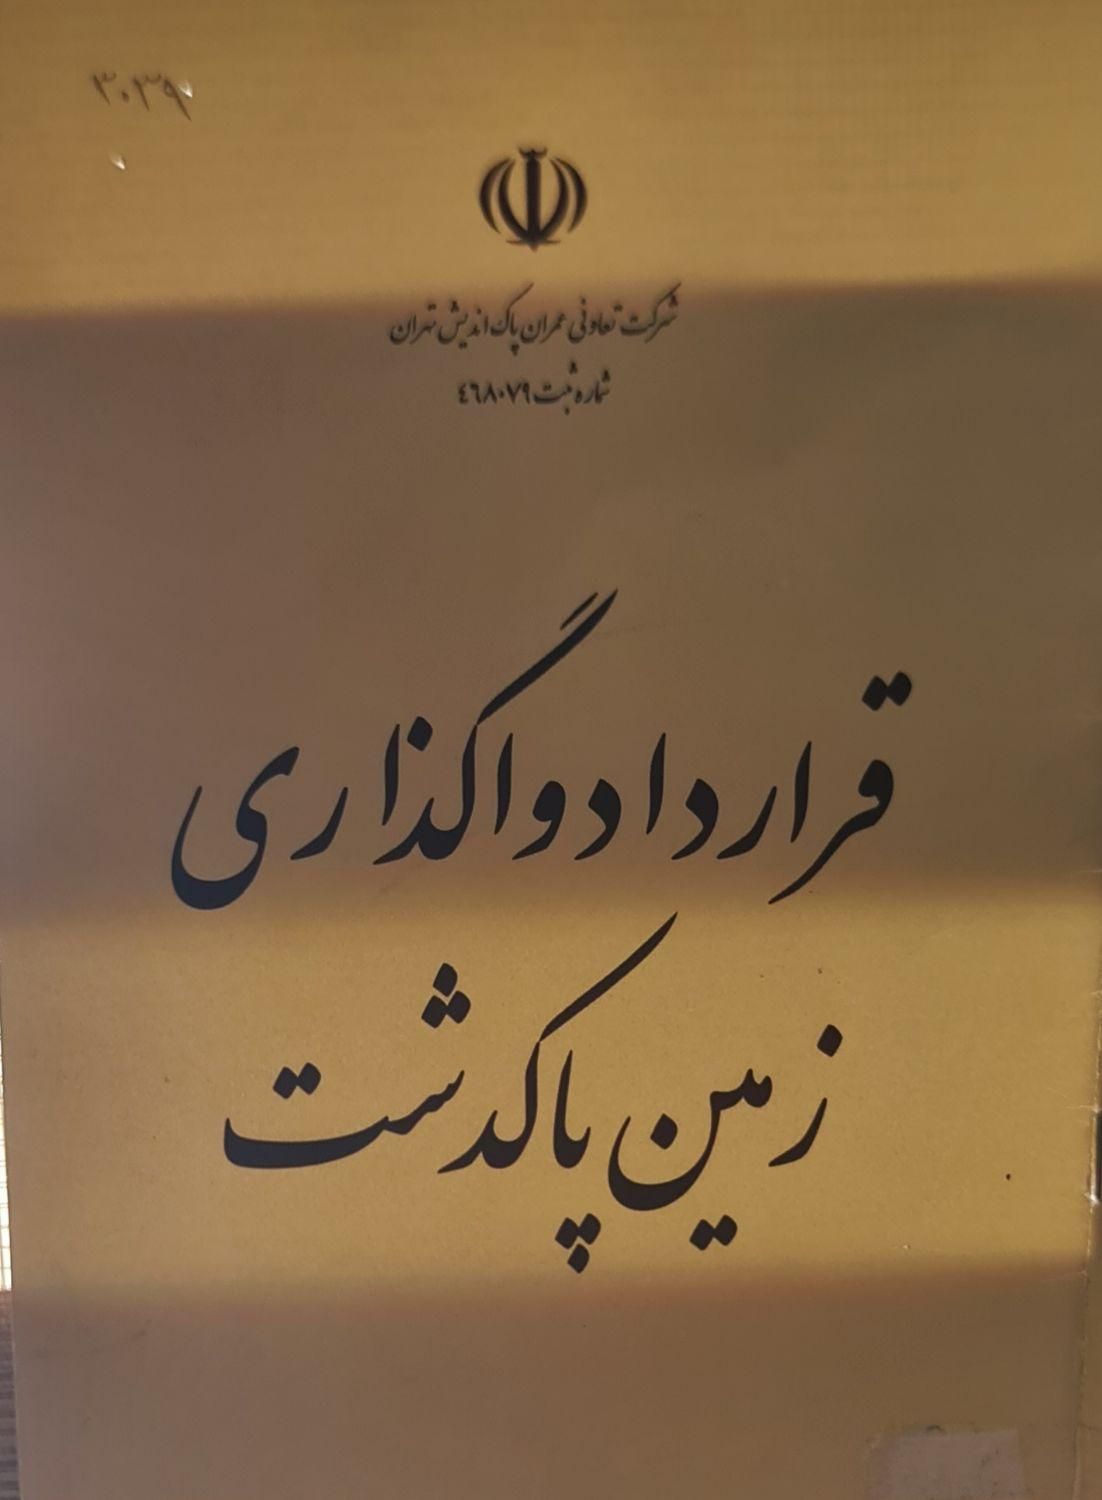 ۳۰۳۹
شرکت تعاونی عمران پاک اندیش تهران
شماره ثبت ٤٦٨٠٧٩
قرارداد واگذاری
زمین پاکدشت